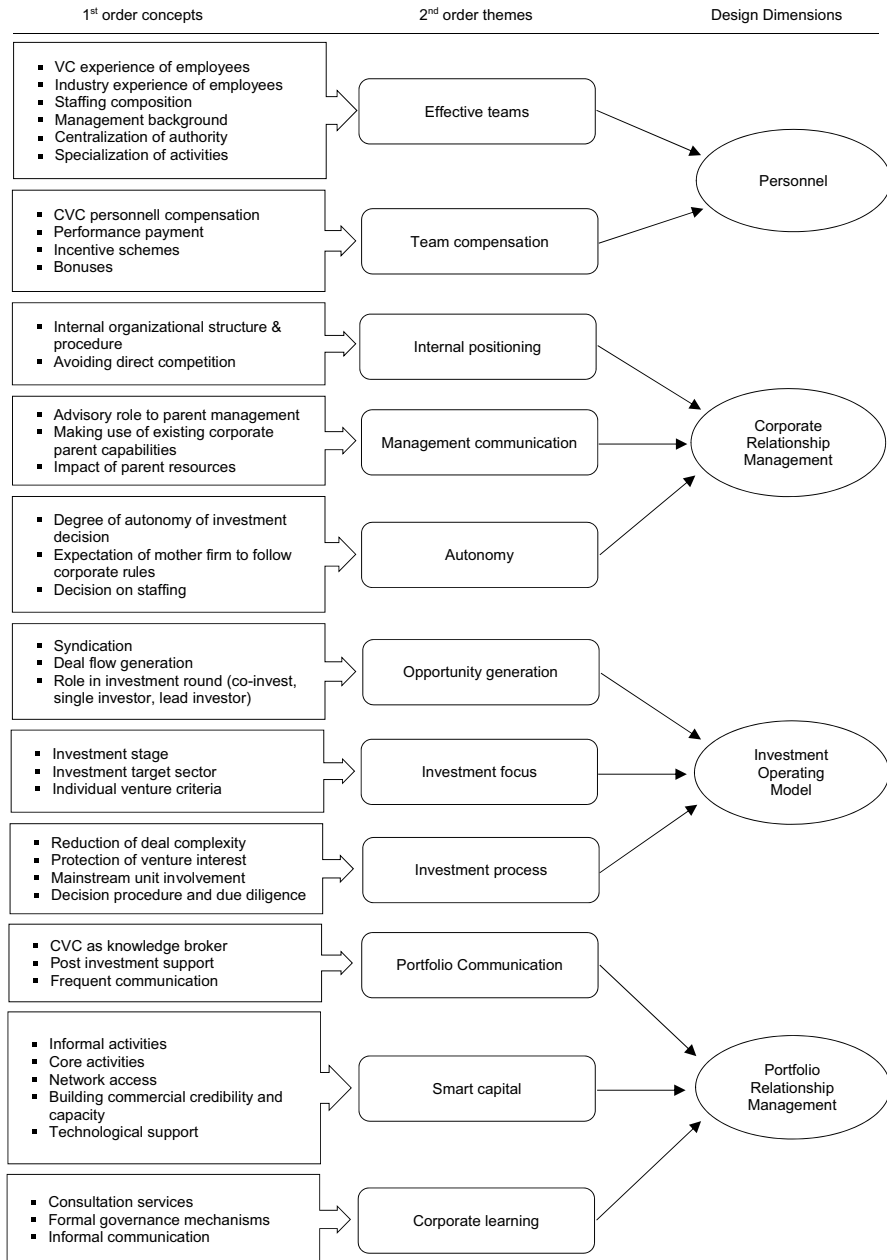 1st order concepts
2nd order themes
Design Dimensions
▪ VC experience of employees
▪ Industry experience of employees
▪ Staffing composition
▪ Management background
▪ Centralization of authority
▪ Specialization of activities
Effective teams
Personnel
▪ CVC personnell compensation
▪ Performance payment
▪ Incentive schemes
▪ Bonuses
Team compensation
▪ Internal organizational structure &
procedure
▪ Avoiding direct competition
Internal positioning
▪ Advisory role to parent management
▪ Making use of existing corporate
parent capabilities
▪ Impact of parent resources
Management communication
Corporate
Relationship
Management
▪ Degree of autonomy of investment
decision
▪ Expectation of mother firm to follow
corporate rules
▪ Decision on staffing
Autonomy
▪ Syndication
▪ Deal flow generation
▪ Role in investment round (co-invest,
single investor, lead investor)
Opportunity generation
▪ Investment stage
▪ Investment target sector
▪ Individual venture criteria
Investment focus
Investment
Operating
Model
▪ Reduction of deal complexity
▪ Protection of venture interest
▪ Mainstream unit involvement
▪ Decision procedure and due diligence
Investment process
▪ CVC as knowledge broker
▪ Post investment support
▪ Frequent communication
Portfolio Communication
▪ Informal activities
▪ Core activities
▪ Network access
▪ Building commercial credibility and
capacity
▪ Technological support
Smart capital
Portfolio
Relationship
Management
▪ Consultation services
▪ Formal governance mechanisms
▪ Informal communication
Corporate learning